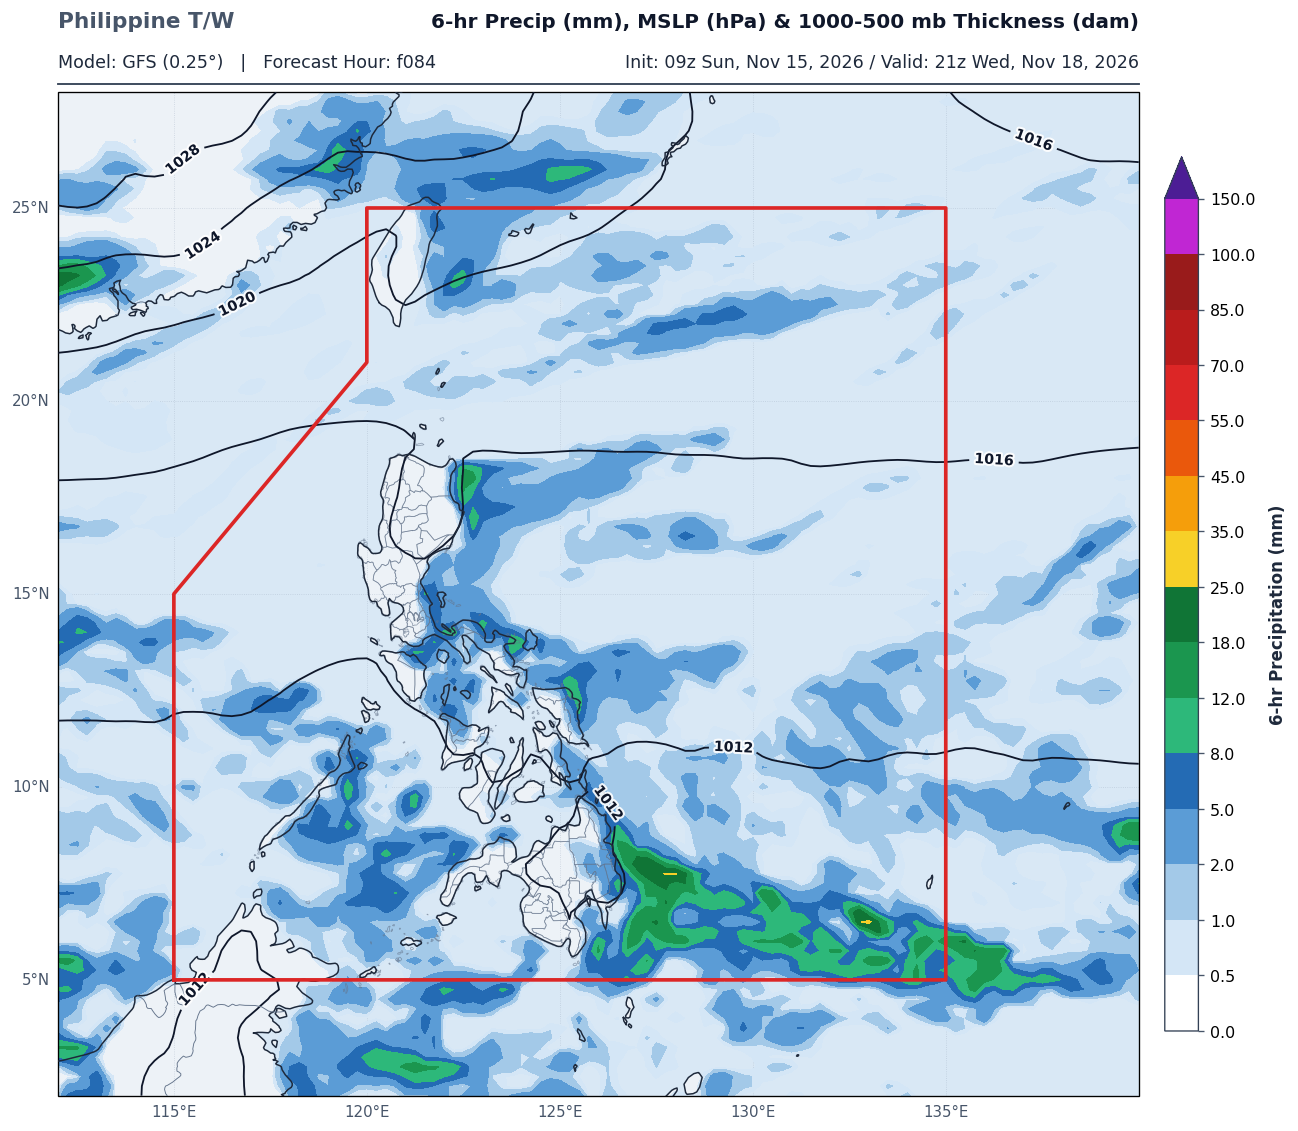 Philippine T/W
6-hr Precip (mm), MSLP (hPa) & 1000-500 mb Thickness (dam)
Model: GFS (0.25°) | Forecast Hour: f084
Init: 09z Sun, Nov 15, 2026 / Valid: 21z Wed, Nov 18, 2026
1028
1016
1024
1020
1016
1012
1012
1012
25°N
20°N
15°N
10°N
5°N
115°E
120°E
125°E
130°E
135°E
150.0
100.0
85.0
70.0
55.0
45.0
35.0
25.0
18.0
12.0
8.0
5.0
2.0
1.0
0.5
0.0
6-hr Precipitation (mm)